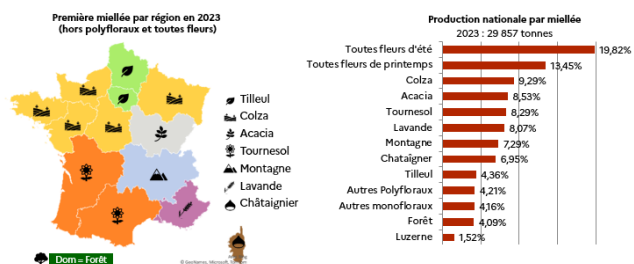 Première miellée par région en 2023
(hors polyfloraux et toutes fleurs)
Tilleul
Colza
Acacia
Tournesol
Montagne
Lavande
Châtaignier
Dom = Forêt
Production nationale par miellée
2023 : 29 857 tonnes
Toutes fleurs d'été 19,82%
Toutes fleurs de printemps 13,45%
Colza 9,29%
Acacia 8,53%
Tournesol 8,29%
Lavande 8,07%
Montagne 7,29%
Chataîgner 6,95%
Tilleul 4,36%
Autres Polyfloraux 4,21%
Autres monofloraux 4,16%
Forêt 4,09%
Luzerne 1,52%